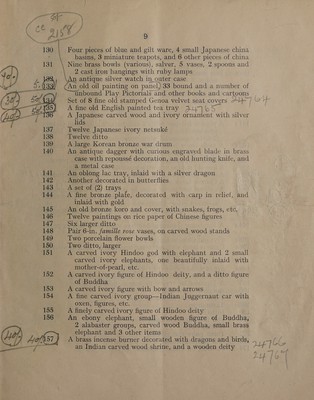 9
130 Four pieces of blue and gilt ware, 4 small Japanese china
basins, 3 miniature teapots, and 6 other pieces of china
131 Nine brass bowls (various), salver, 5 vases, 2 spoons and
2 cast iron hangings with ruby lamps
132 An antique silver watch in outer case
133 An old oil painting on panel, 33 bound and a number of
unbound Play Pictorials and other books and cartoons
134 Set of 8 fine old stamped Genoa velvet seat covers 24764
135 A fine old English painted tea tray 24765
136 A Japanese carved wood and ivory ornament with silver
lids
137 Twelve Japanese ivory netsuké
138 Twelve ditto
139 A large Korean bronze war drum
140 An antique dagger with curious engraved blade in brass
case with repoussé decoration, an old hunting knife, and
a metal case
141 An oblong lac tray, inlaid with a silver dragon
142 Another decorated in butterflies
143 A set of (2) trays
144 A fine bronze plate, decorated with carp in relief, and
inlaid with gold
145 An old bronze koro and cover, with snakes, frogs, etc.
146 Twelve paintings on rice paper of Chinese figures
147 Six larger ditto
148 Pair 6-in. famille rose vases, on carved wood stands
149 Two porcelain flower bowls
150 Two ditto, larger
151 A carved ivory Hindoo god with elephant and 2 small
carved ivory elephants, one beautifully inlaid with
mother-of-pearl, etc.
152 A carved ivory figure of Hindoo deity, and a ditto figure
of Buddha
153 A carved ivory figure with bow and arrows
154 A fine carved ivory group—Indian Juggernaut car with
oxen, figures, etc.
155 A finely carved ivory figure of Hindoo deity
156 An ebony elephant, small wooden figure of Buddha,
2 alabaster groups, carved wood Buddha, small brass
elephant and 3 other items
157 A brass incense burner decorated with dragons and birds,
an Indian carved wood shrine, and a wooden deity
24766
24767